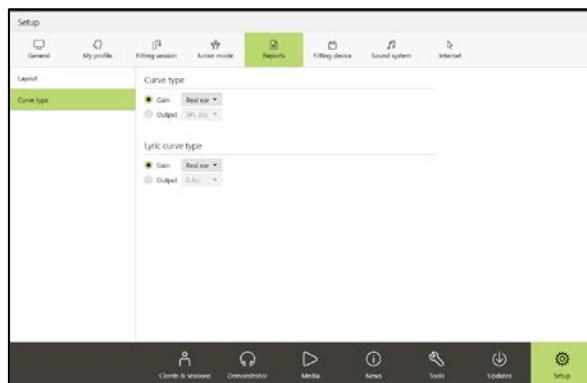 Setup
General My profile Fitting session Junior mode Reports Fitting device Sound system Internet
Layout
Curve type
Curve type
Gain Real ear
Output SPL 2cc
Lyric curve type
Gain Real ear
Output
Clients & sessions Demonstrator Media News Tools Updates Setup